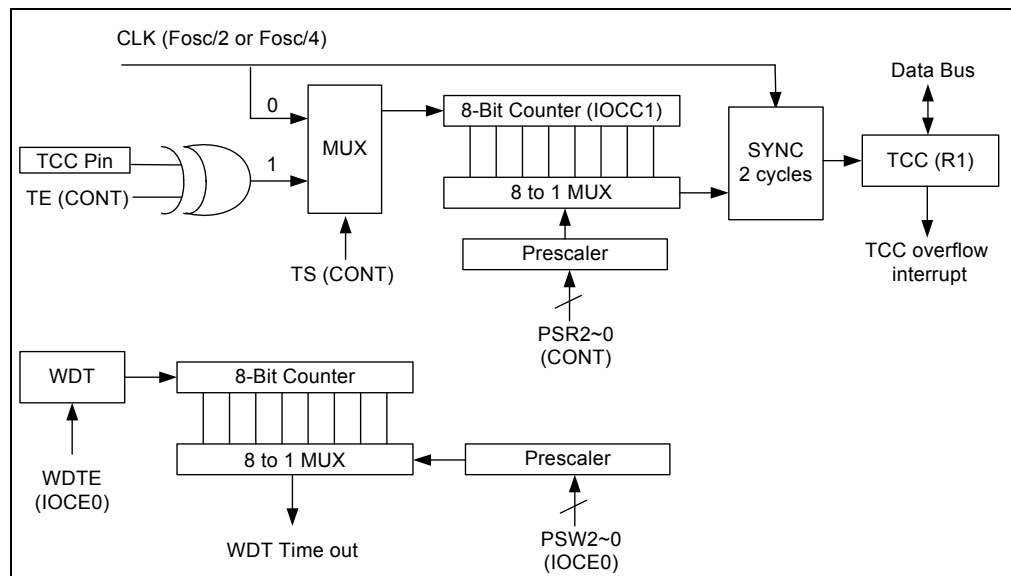 CLK (Fosc/2 or Fosc/4)
Data Bus
0
8-Bit Counter (IOCC1)
MUX
SYNC
2 cycles
TCC (R1)
TCC Pin
1
TE (CONT)
8 to 1 MUX
Prescaler
TS (CONT)
TCC overflow
interrupt
PSR2~0
(CONT)
WDT
8-Bit Counter
8 to 1 MUX
Prescaler
WDTE
(IOCE0)
WDT Time out
PSW2~0
(IOCE0)